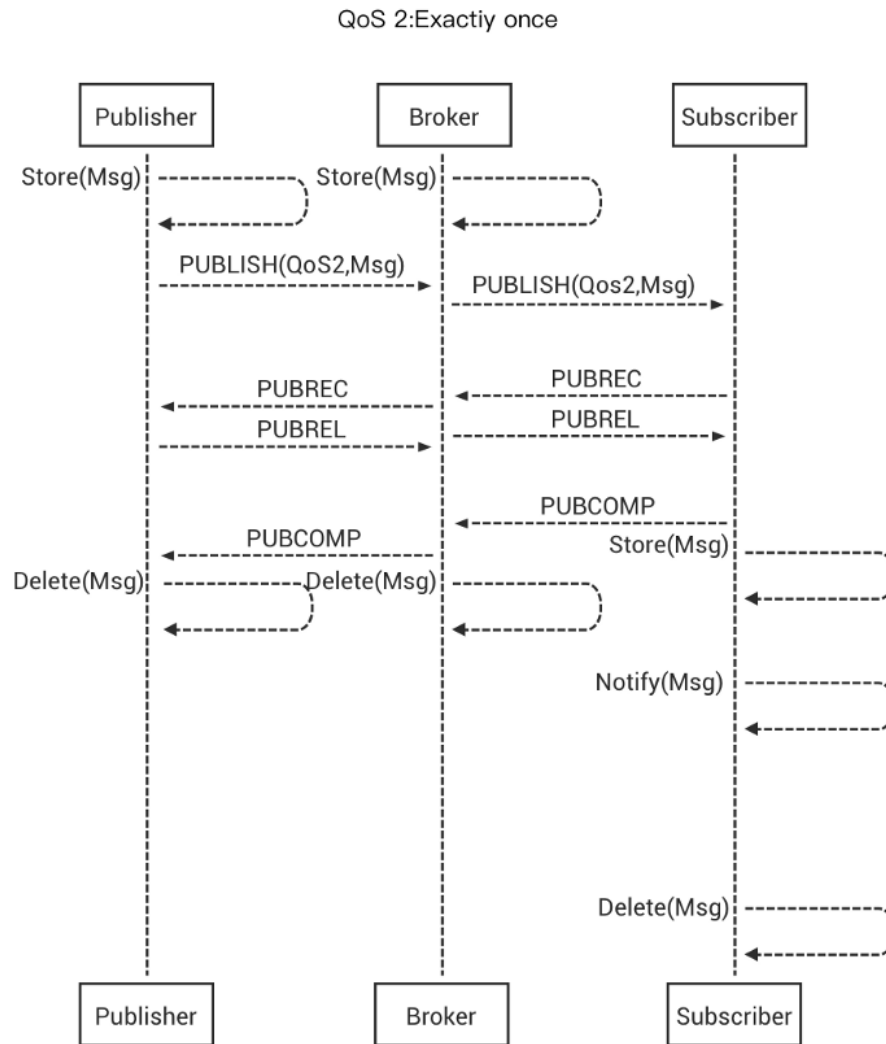 QoS 2:Exactiy once
Publisher
Broker
Subscriber
Store(Msg)
Store(Msg)
PUBLISH(QoS2,Msg)
PUBLISH(Qos2,Msg)
PUBREC
PUBREC
PUBREL
PUBREL
PUBCOMP
PUBCOMP
Store(Msg)
Delete(Msg)
Delete(Msg)
Notify(Msg)
Delete(Msg)
Publisher
Broker
Subscriber